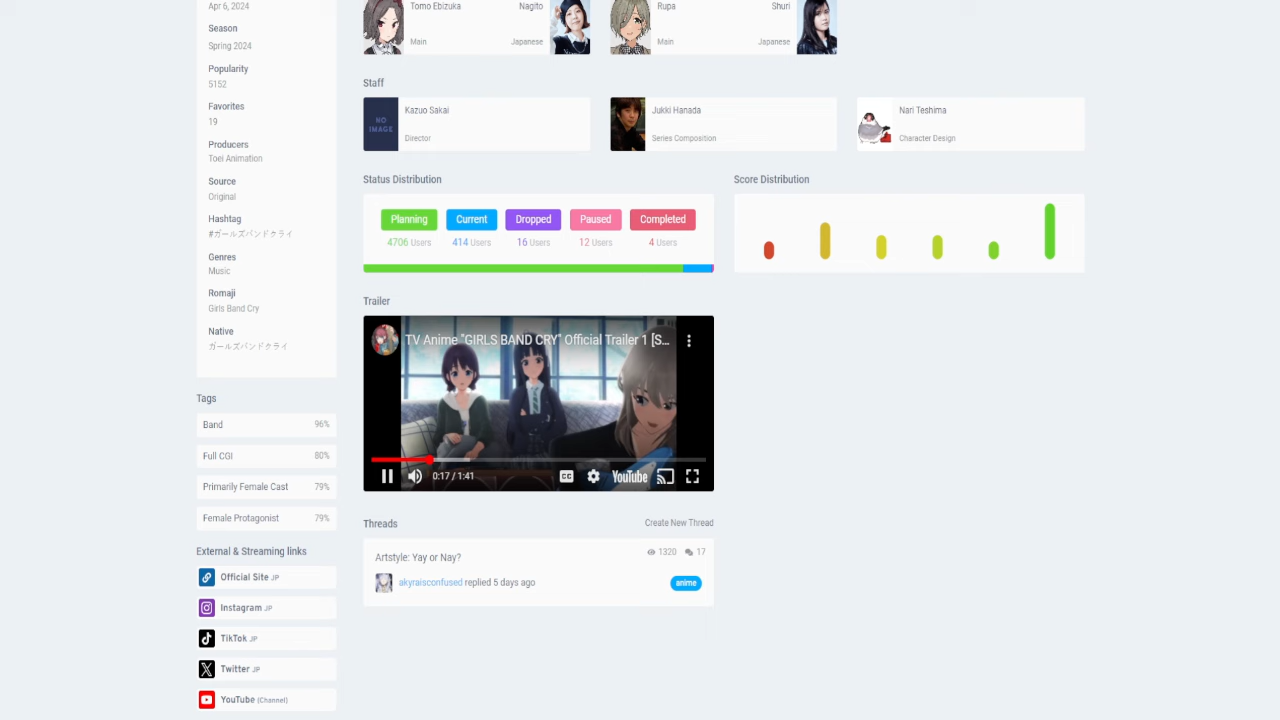 Apr 6, 2024
Season
Spring 2024
Popularity
5152
Favorites
19
Producers
Toei Animation
Source
Original
Hashtag
#ガールズバンドクライ
Genres
Music
Romaji
Girls Band Cry
Native
ガールズバンドクライ
Tags
Band 96%
Full CGI 80%
Primarily Female Cast 79%
Female Protagonist 79%
External & Streaming links
Official Site JP
Instagram JP
TikTok JP
Twitter JP
YouTube (Channel)
Tomo Ebizuka Nagito
Main Japanese
Rupa Shuri
Main Japanese
Staff
NO IMAGE
Kazuo Sakai
Director
Jukki Hanada
Series Composition
Nari Teshima
Character Design
Status Distribution
Planning Current Dropped Paused Completed
4706 Users 414 Users 16 Users 12 Users 4 Users
Score Distribution
Trailer
TV Anime "GIRLS BAND CRY" Official Trailer 1 [S...
0:17 / 1:41 CC YouTube
Threads Create New Thread
Artstyle: Yay or Nay? 1320 17
akyraisconfused replied 5 days ago anime